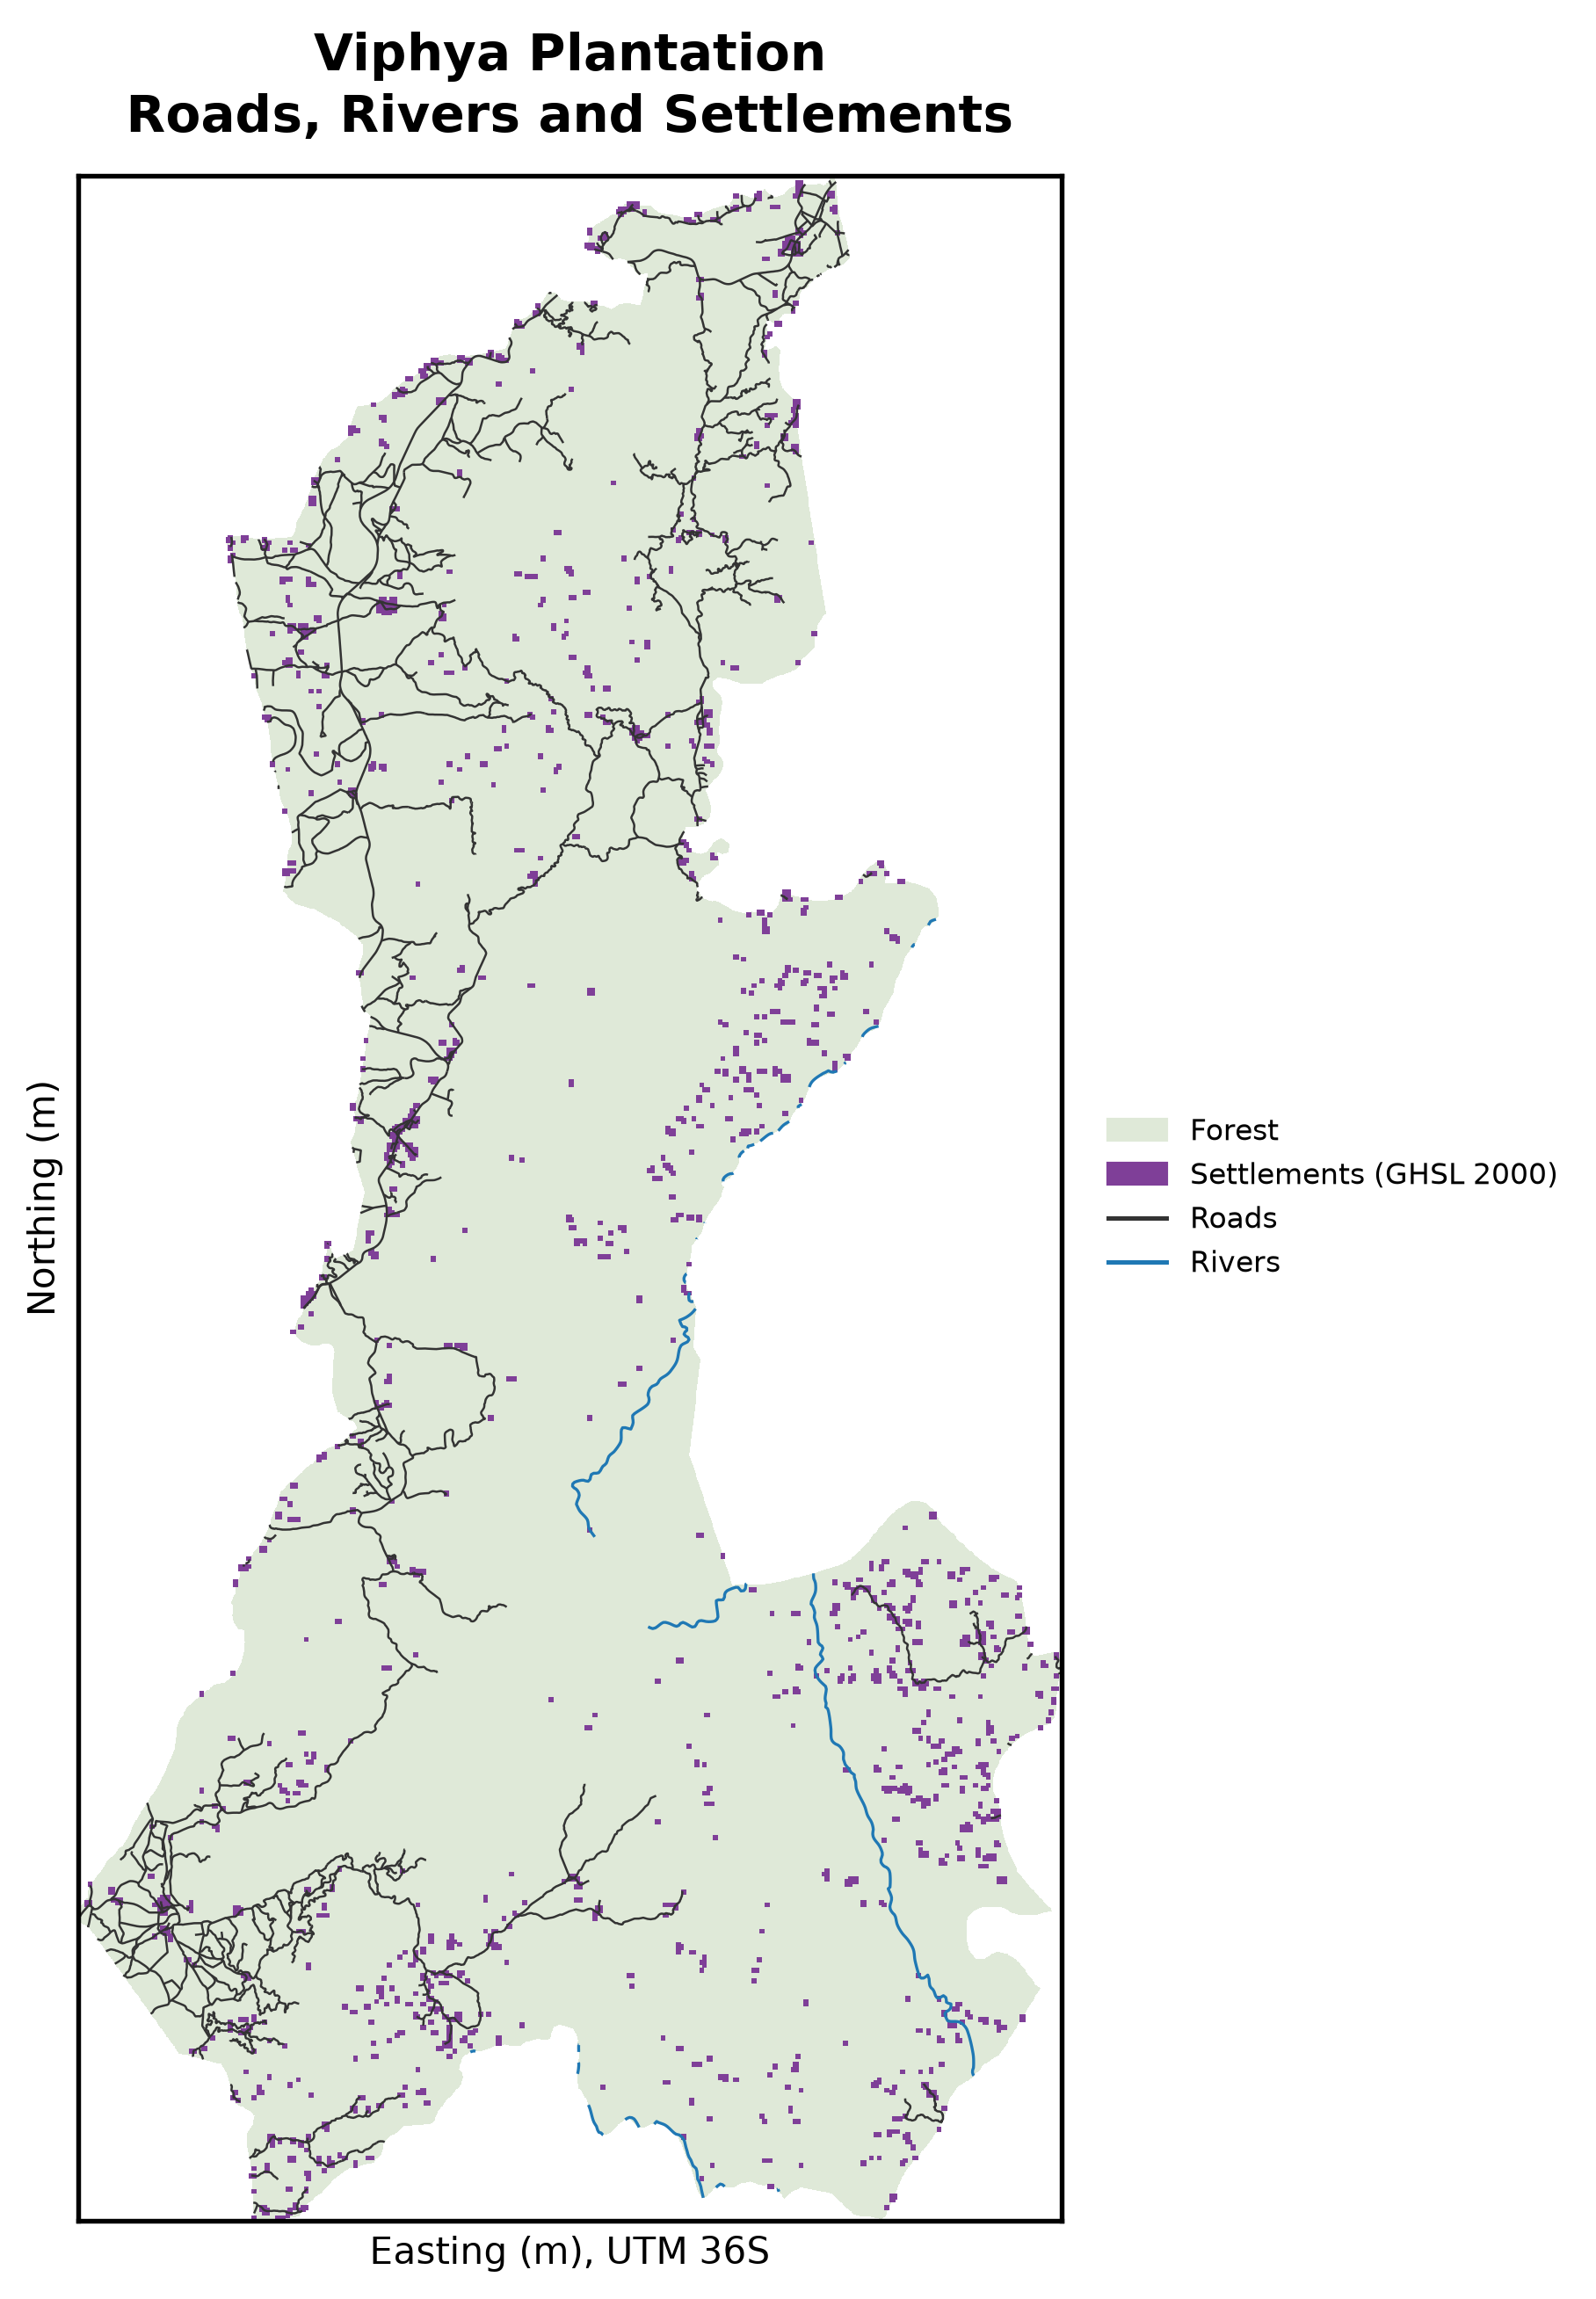 Viphya Plantation
Roads, Rivers and Settlements
Northing (m)
Forest
Settlements (GHSL 2000)
Roads
Rivers
Easting (m), UTM 36S